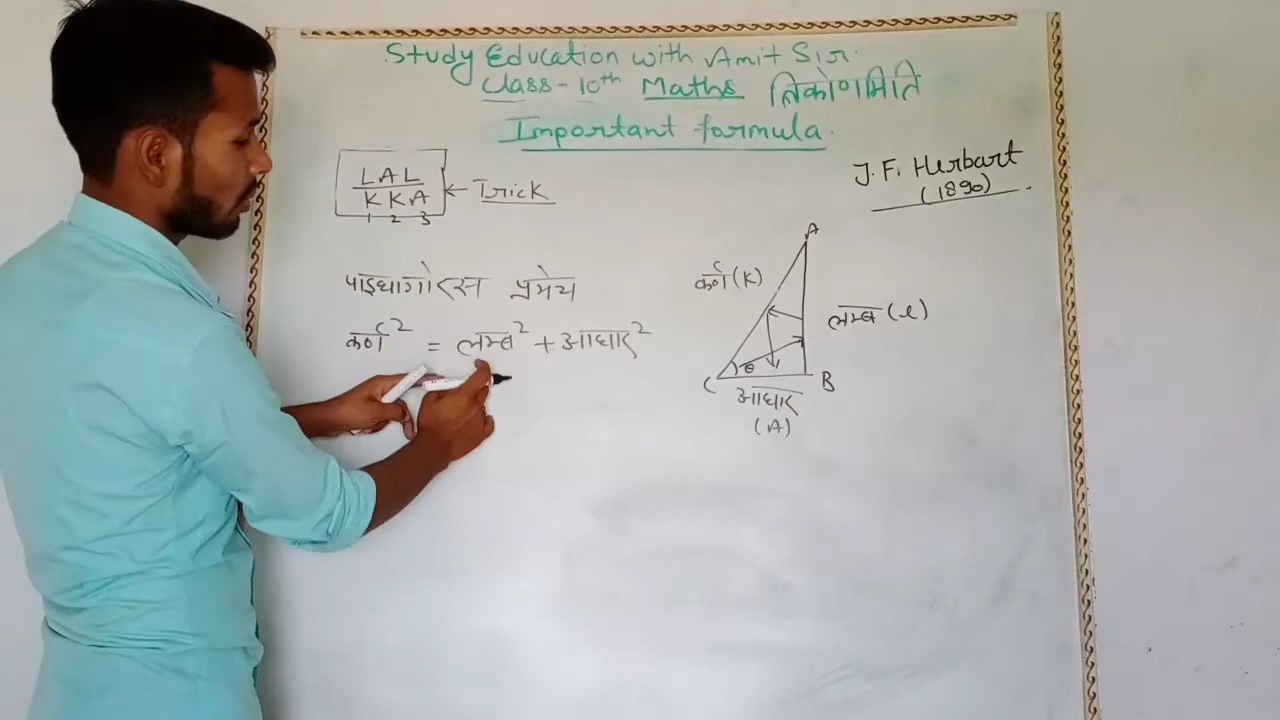 Study Education with Amit Sir.
Class-10th Maths त्रिकोणमिति
Important formula.
J. F. Herbart
(1890)
LAL
KKA
1 2 3
← Trick
पाइथागोरस प्रमेय
कर्ण² = लम्ब² + आधार²
A
कर्ण (K)
लम्ब (L)
θ
C
B
आधार
(A)